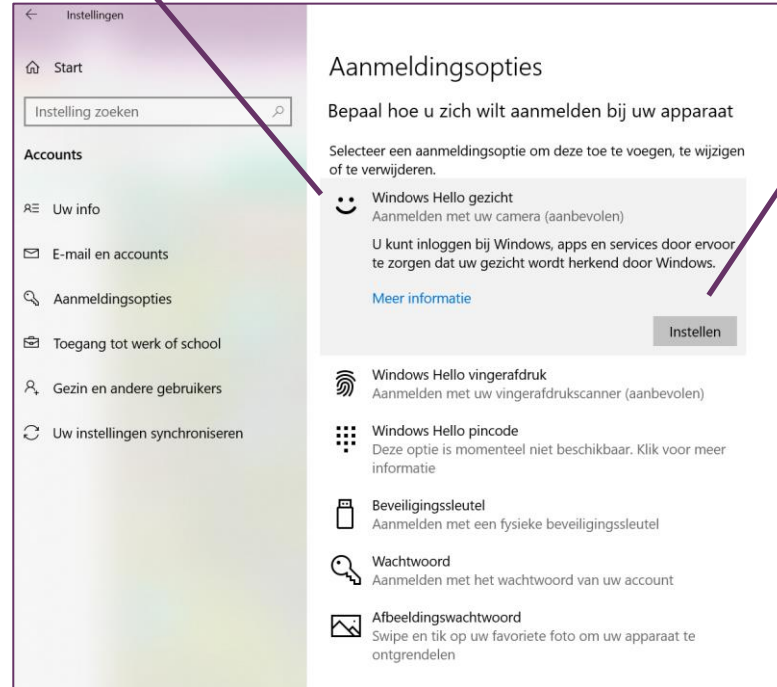 Instellingen
Start
Instelling zoeken
Accounts
Uw info
E-mail en accounts
Aanmeldingsopties
Toegang tot werk of school
Gezin en andere gebruikers
Uw instellingen synchroniseren
Aanmeldingsopties
Bepaal hoe u zich wilt aanmelden bij uw apparaat
Selecteer een aanmeldingsoptie om deze toe te voegen, te wijzigen
of te verwijderen.
Windows Hello gezicht
Aanmelden met uw camera (aanbevolen)
U kunt inloggen bij Windows, apps en services door ervoor
te zorgen dat uw gezicht wordt herkend door Windows.
Meer informatie
Instellen
Windows Hello vingerafdruk
Aanmelden met uw vingerafdrukscanner (aanbevolen)
Windows Hello pincode
Deze optie is momenteel niet beschikbaar. Klik voor meer
informatie
Beveiligingssleutel
Aanmelden met een fysieke beveiligingssleutel
Wachtwoord
Aanmelden met het wachtwoord van uw account
Afbeeldingswachtwoord
Swipe en tik op uw favoriete foto om uw apparaat te
ontgrendelen